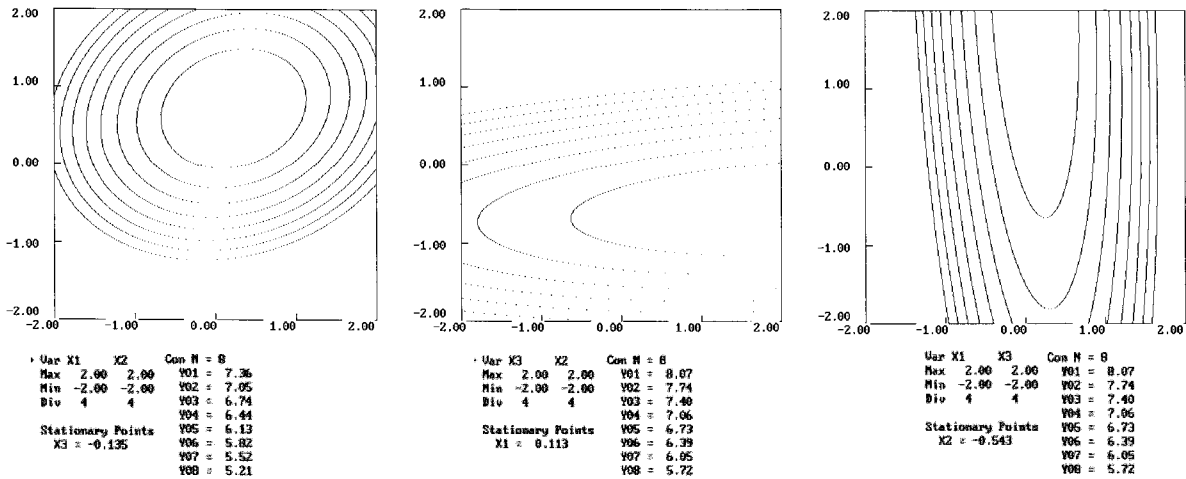 2.00
1.00
0.00
-1.00
-2.00
-2.00 -1.00 0.00 1.00 2.00
Var X1 X2 Con N = 8
Max 2.00 2.00 Y01 = 7.36
Min -2.00 -2.00 Y02 = 7.05
Div 4 4 Y03 = 6.74
Y04 = 6.44
Stationary Points Y05 = 6.13
X3 = -0.135 Y06 = 5.82
Y07 = 5.52
Y08 = 5.21
2.00
1.00
0.00
-1.00
-2.00
-2.00 -1.00 0.00 1.00 2.00
Var X3 X2 Con N = 8
Max 2.00 2.00 Y01 = 8.07
Min -2.00 -2.00 Y02 = 7.74
Div 4 4 Y03 = 7.40
Y04 = 7.06
Stationary Points Y05 = 6.73
X1 = 0.113 Y06 = 6.39
Y07 = 6.05
Y08 = 5.72
2.00
1.00
0.00
-1.00
-2.00
-2.00 -1.00 0.00 1.00 2.00
Var X1 X3 Con N = 8
Max 2.00 2.00 Y01 = 8.07
Min -2.00 -2.00 Y02 = 7.74
Div 4 4 Y03 = 7.40
Y04 = 7.06
Stationary Points Y05 = 6.73
X2 = -0.543 Y06 = 6.39
Y07 = 6.05
Y08 = 5.72